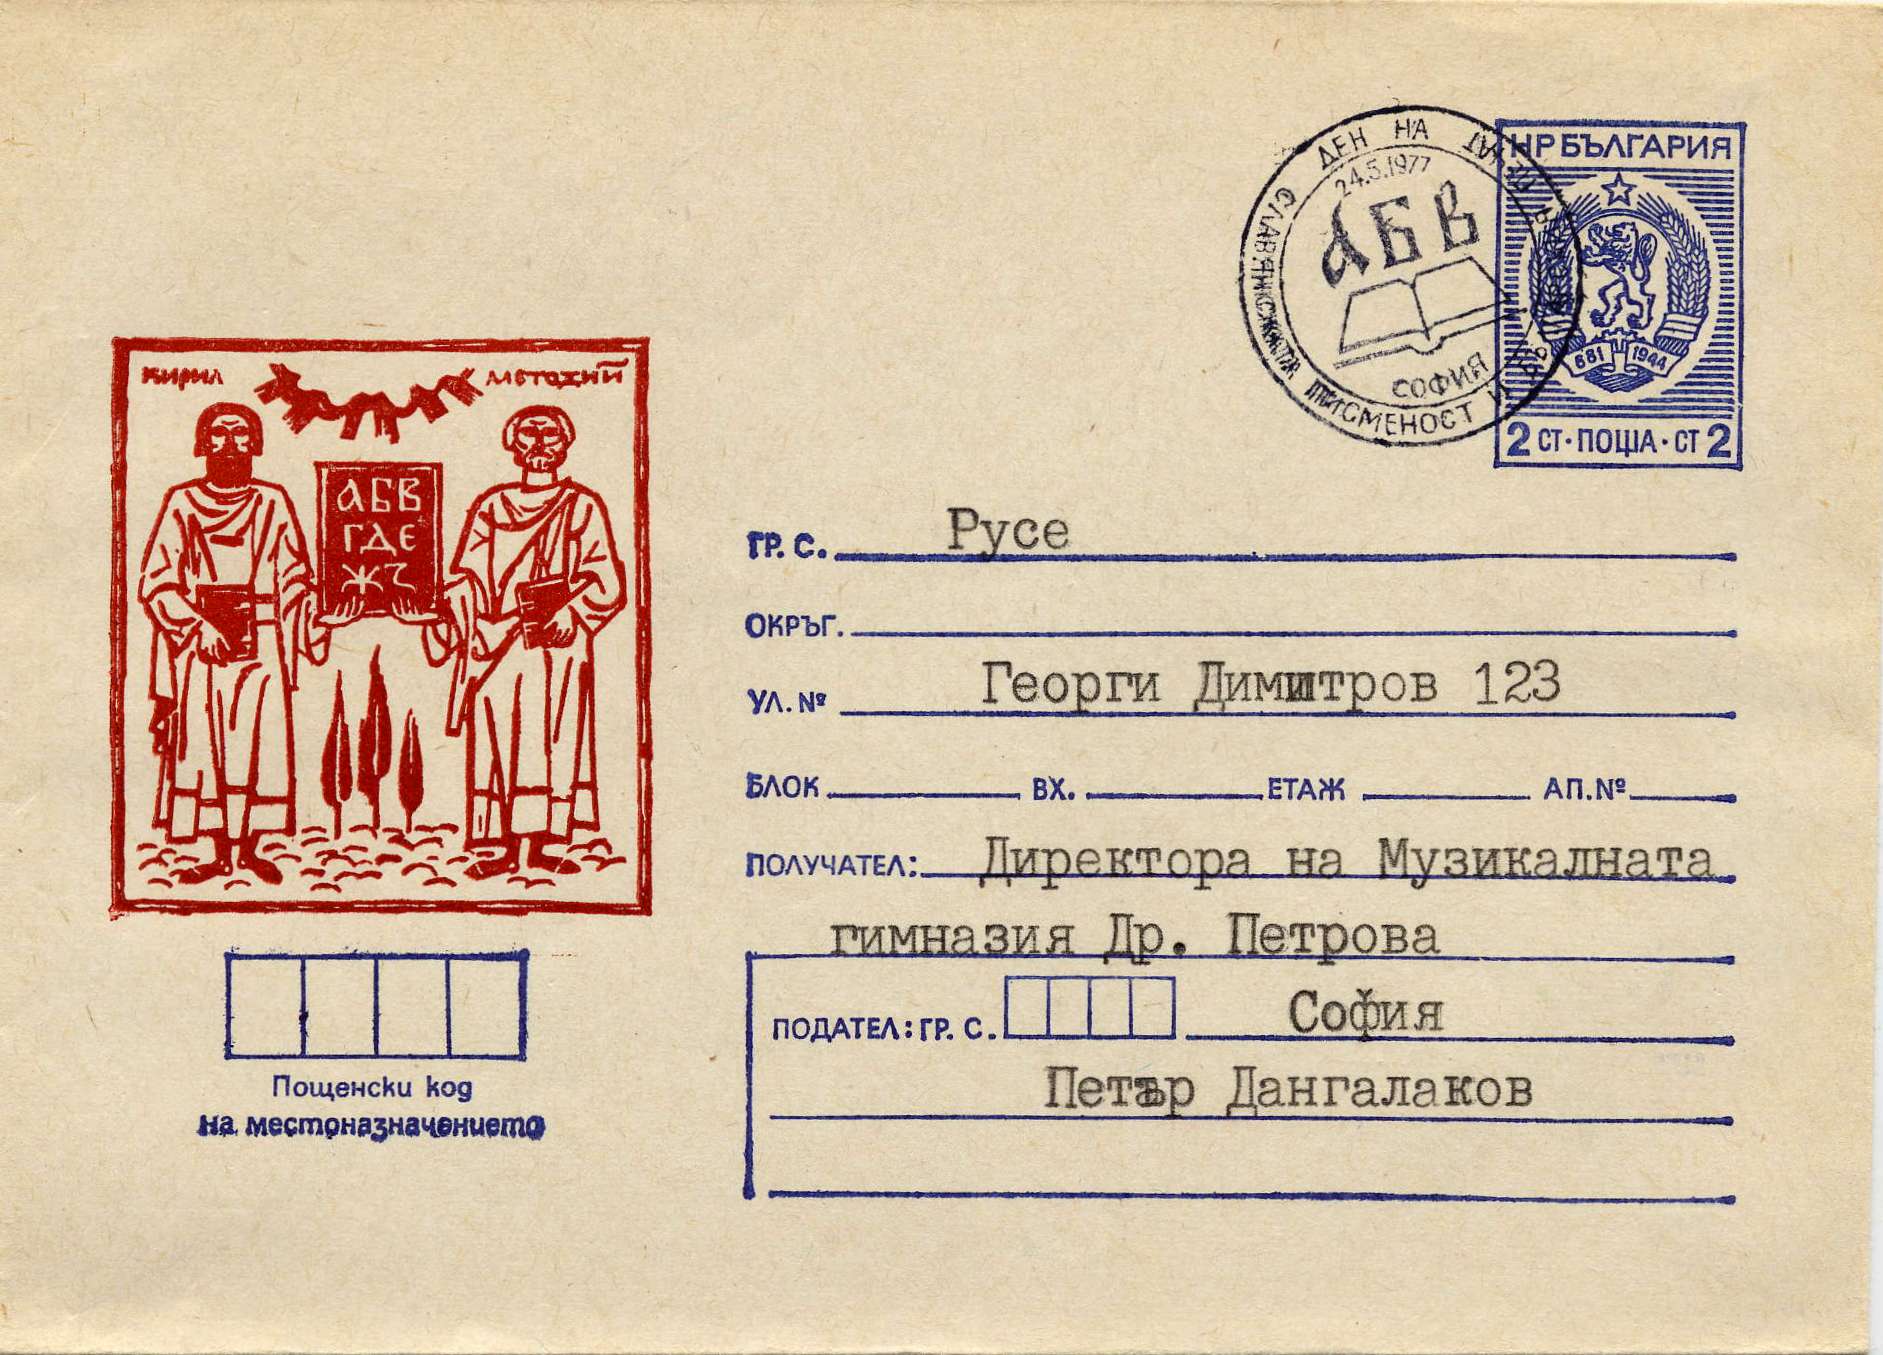 ДЕН НА
24.5.1977
АБВ
СОФИЯ
ПИСМЕНОСТ И
НР БЪЛГАРИЯ
681 1944
2 СТ · ПОЩА · СТ 2
КИРИЛ
МЕТОДИЙ
АБВ
ГДЕ
Ж
ГР. С. Русе
ОКРЪГ.
УЛ. № Георги Димитров 123
БЛОК ВХ. ЕТАЖ АП. №
ПОЛУЧАТЕЛ: Директора на Музикалната
гимназия Др. Петрова
ПОДАТЕЛ: ГР. С. София
Петър Дангалаков
Пощенски код
на местоназначението